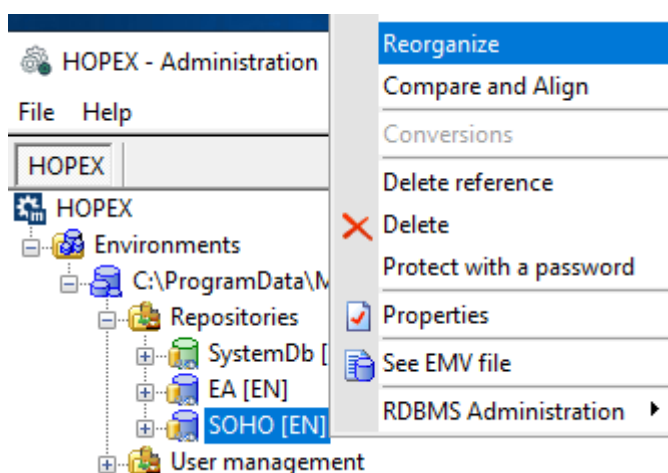 HOPEX - Administration
File Help
HOPEX
HOPEX
Environments
C:\ProgramData\M
Repositories
SystemDb [
EA [EN]
SOHO [EN]
User management
Reorganize
Compare and Align
Conversions
Delete reference
Delete
Protect with a password
Properties
See EMV file
RDBMS Administration